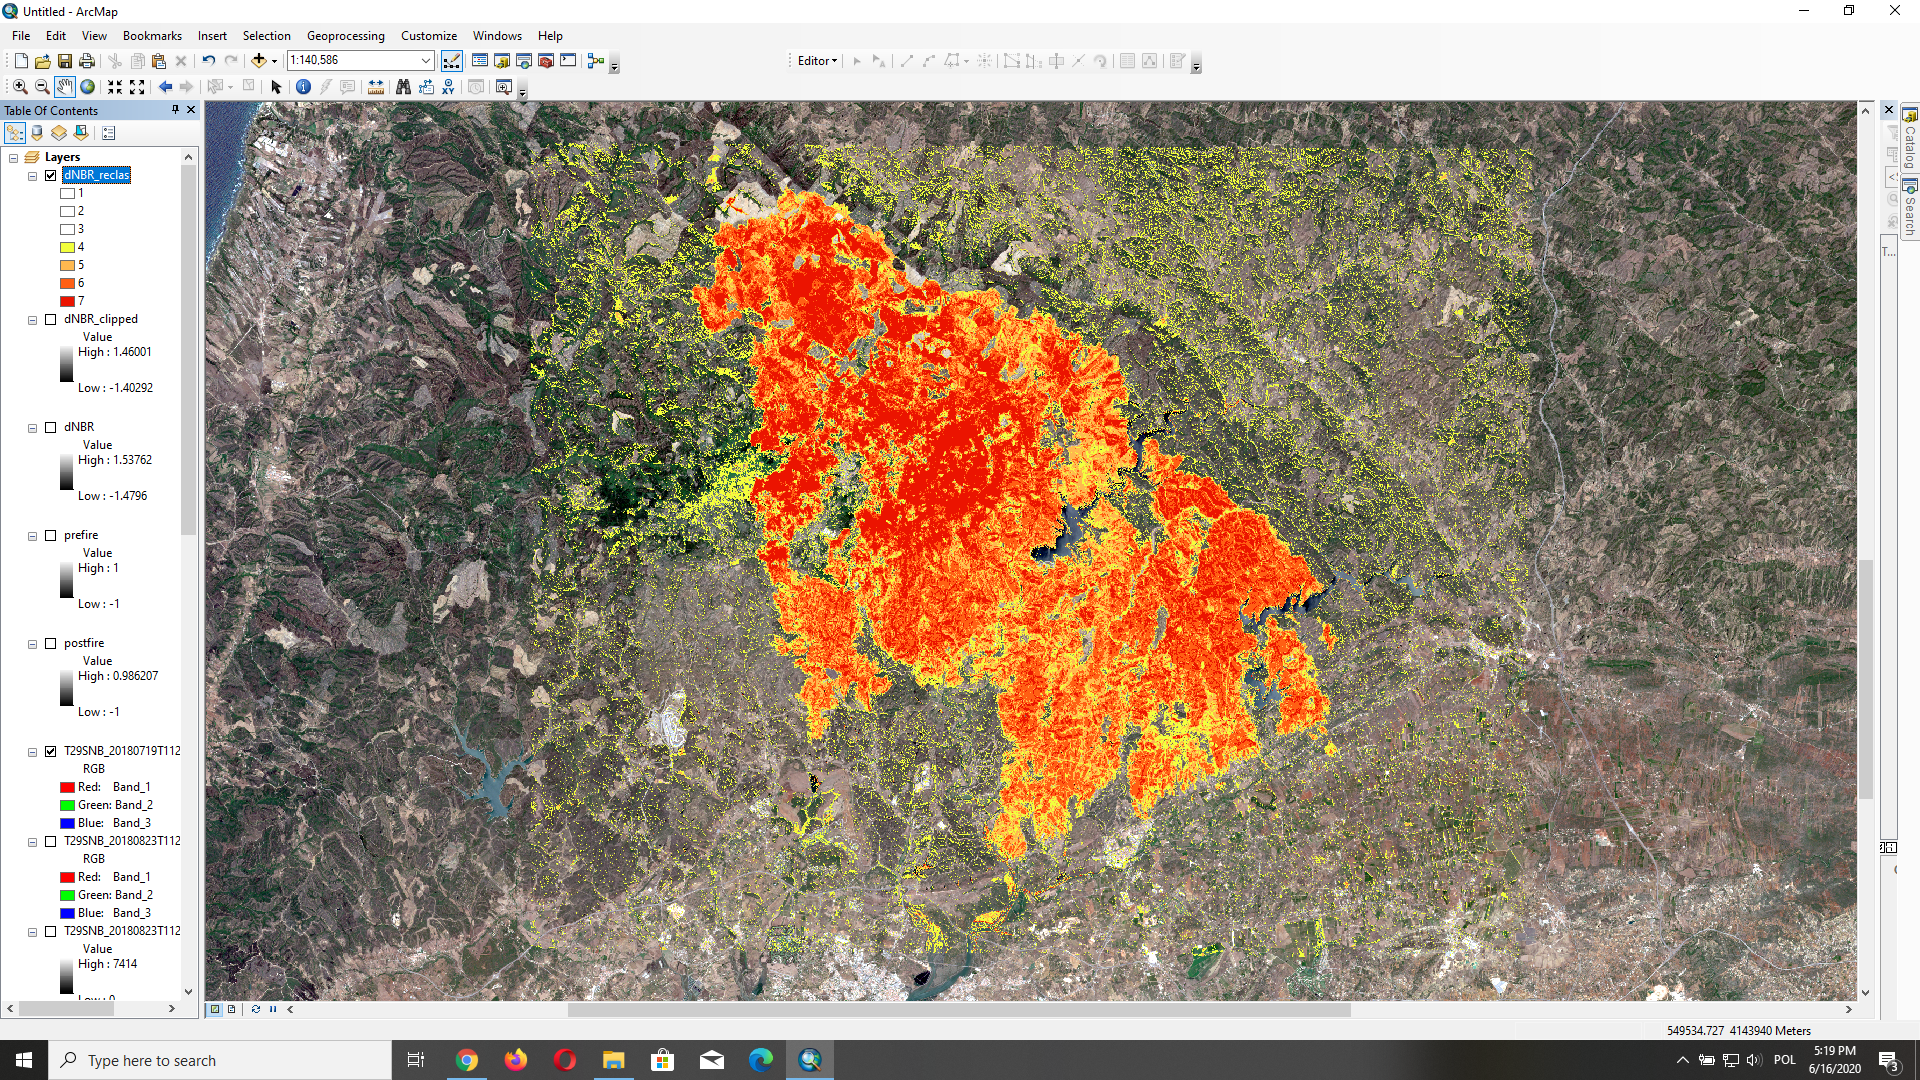 Untitled - ArcMap
File Edit View Bookmarks Insert Selection Geoprocessing Customize Windows Help
1:140,586
Editor
Table Of Contents
Layers
dNBR_reclas
1
2
3
4
5
6
7
dNBR_clipped
Value
High : 1.46001
Low : -1.40292
dNBR
Value
High : 1.53762
Low : -1.4796
prefire
Value
High : 1
Low : -1
postfire
Value
High : 0.986207
Low : -1
T29SNB_20180719T112
RGB
Red: Band_1
Green: Band_2
Blue: Band_3
T29SNB_20180823T112
RGB
Red: Band_1
Green: Band_2
Blue: Band_3
T29SNB_20180823T112
Value
High : 7414
Catalog
Search
T...
549534.727 4143940 Meters
Type here to search
POL
5:19 PM
6/16/2020
3